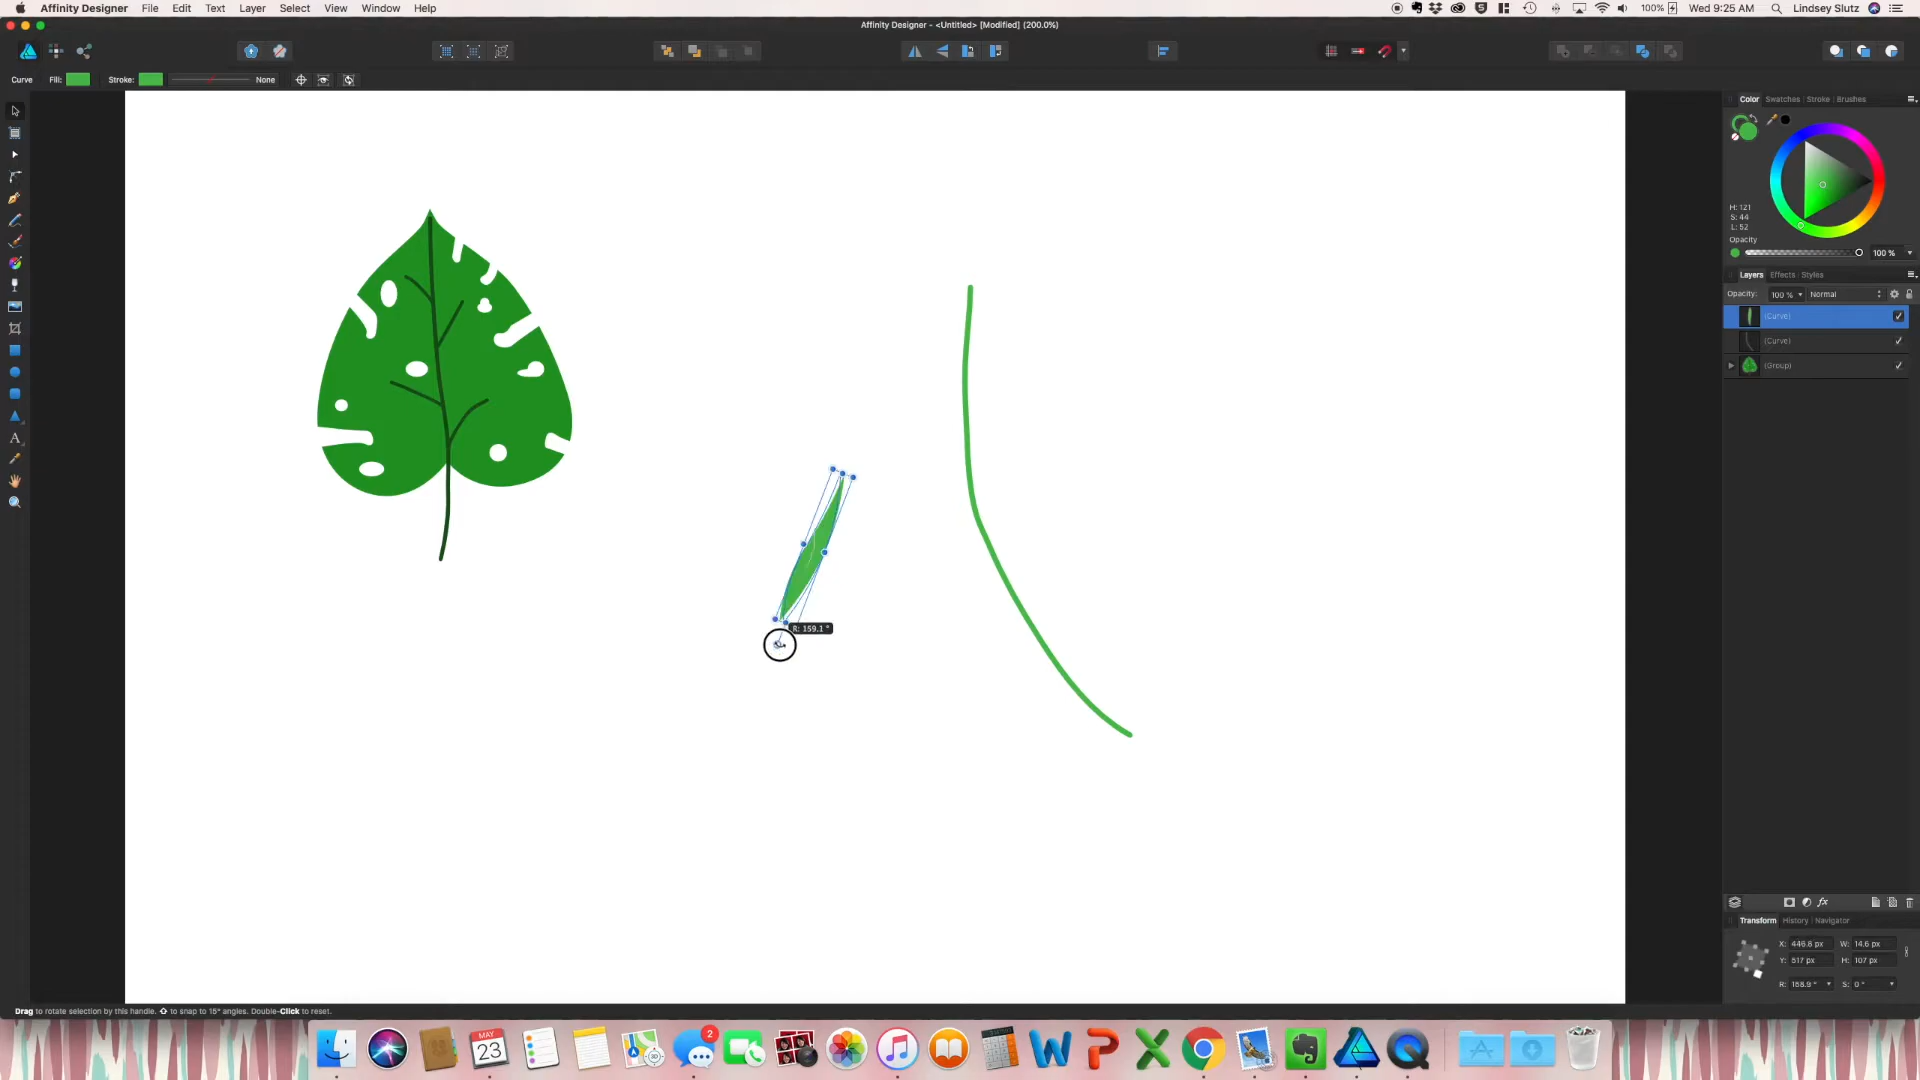 Affinity Designer File Edit Text Layer Select View Window Help 100% Wed 9:25 AM Lindsey Slutz
Affinity Designer - <Untitled> [Modified] (200.0%)
Curve Fill: Stroke: None
Color Swatches Stroke Brushes
H: 121
S: 44
L: 52
Opacity
100 %
Layers Effects Styles
Opacity: 100 % Normal
(Curve)
(Curve)
(Group)
A
R: 159.1 °
fx
Transform History Navigator
X: 446.6 px W: 14.6 px
Y: 517 px H: 107 px
R: 158.9 ° S: 0 °
Drag to rotate selection by this handle. ⇧ to snap to 15° angles. Double-Click to reset.
MAY
23
2
3D